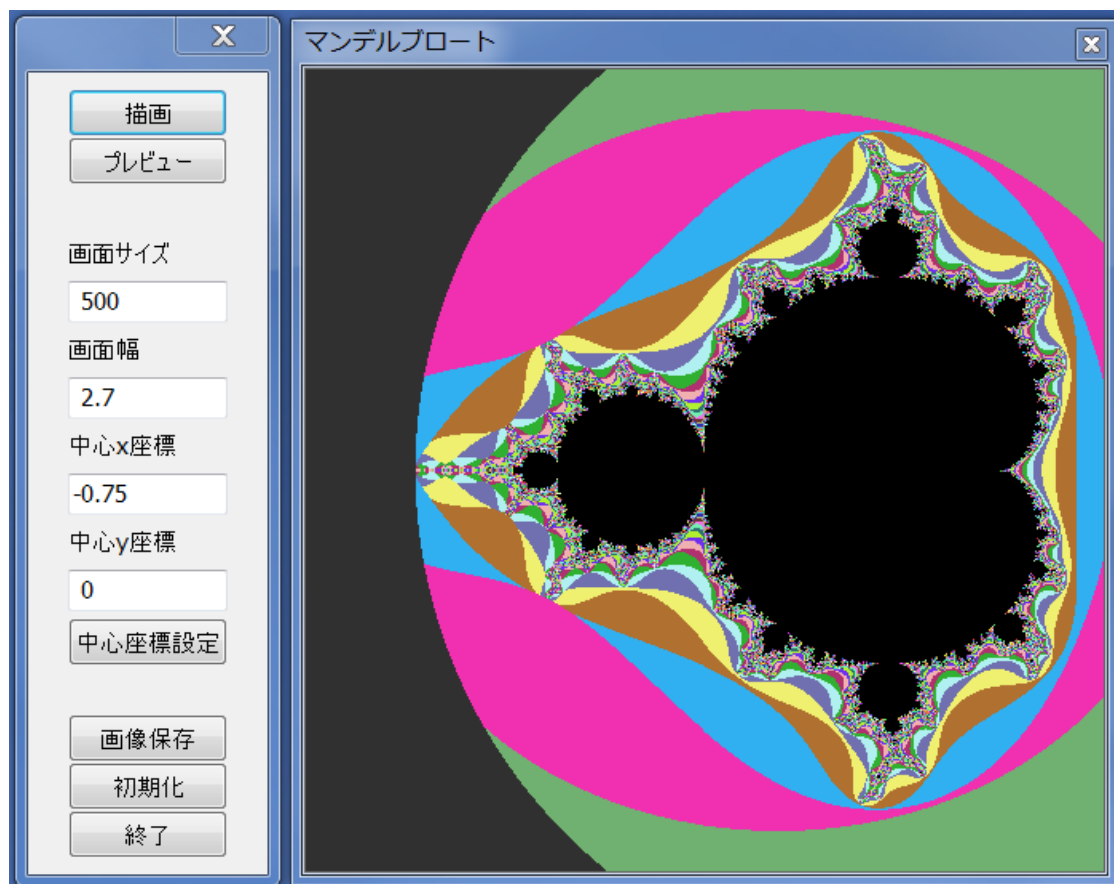 マンデルブロート
描画
プレビュー
画面サイズ
500
画面幅
2.7
中心x座標
-0.75
中心y座標
0
中心座標設定
画像保存
初期化
終了